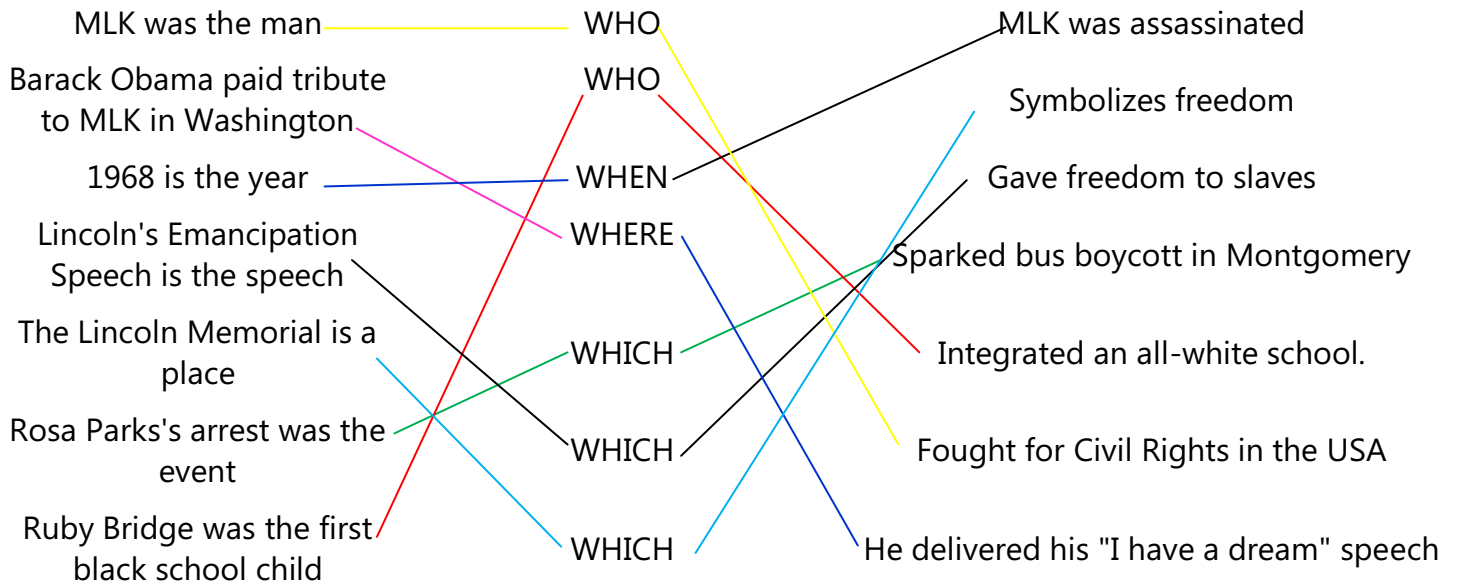 MLK was the man
Barack Obama paid tribute
to MLK in Washington
1968 is the year
Lincoln's Emancipation
Speech is the speech
The Lincoln Memorial is a
place
Rosa Parks's arrest was the
event
Ruby Bridge was the first
black school child
WHO
WHO
WHEN
WHERE
WHICH
WHICH
WHICH
MLK was assassinated
Symbolizes freedom
Gave freedom to slaves
Sparked bus boycott in Montgomery
Integrated an all-white school.
Fought for Civil Rights in the USA
He delivered his "I have a dream" speech